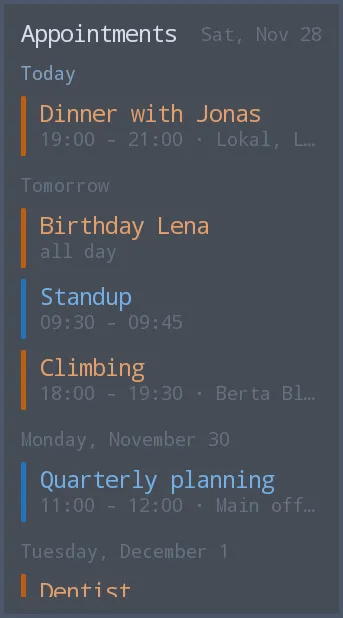 Appointments Sat, Nov 28
Today
Dinner with Jonas
19:00 – 21:00 · Lokal, L…
Tomorrow
Birthday Lena
all day
Standup
09:30 – 09:45
Climbing
18:00 – 19:30 · Berta Bl…
Monday, November 30
Quarterly planning
11:00 – 12:00 · Main off…
Tuesday, December 1
Dentist